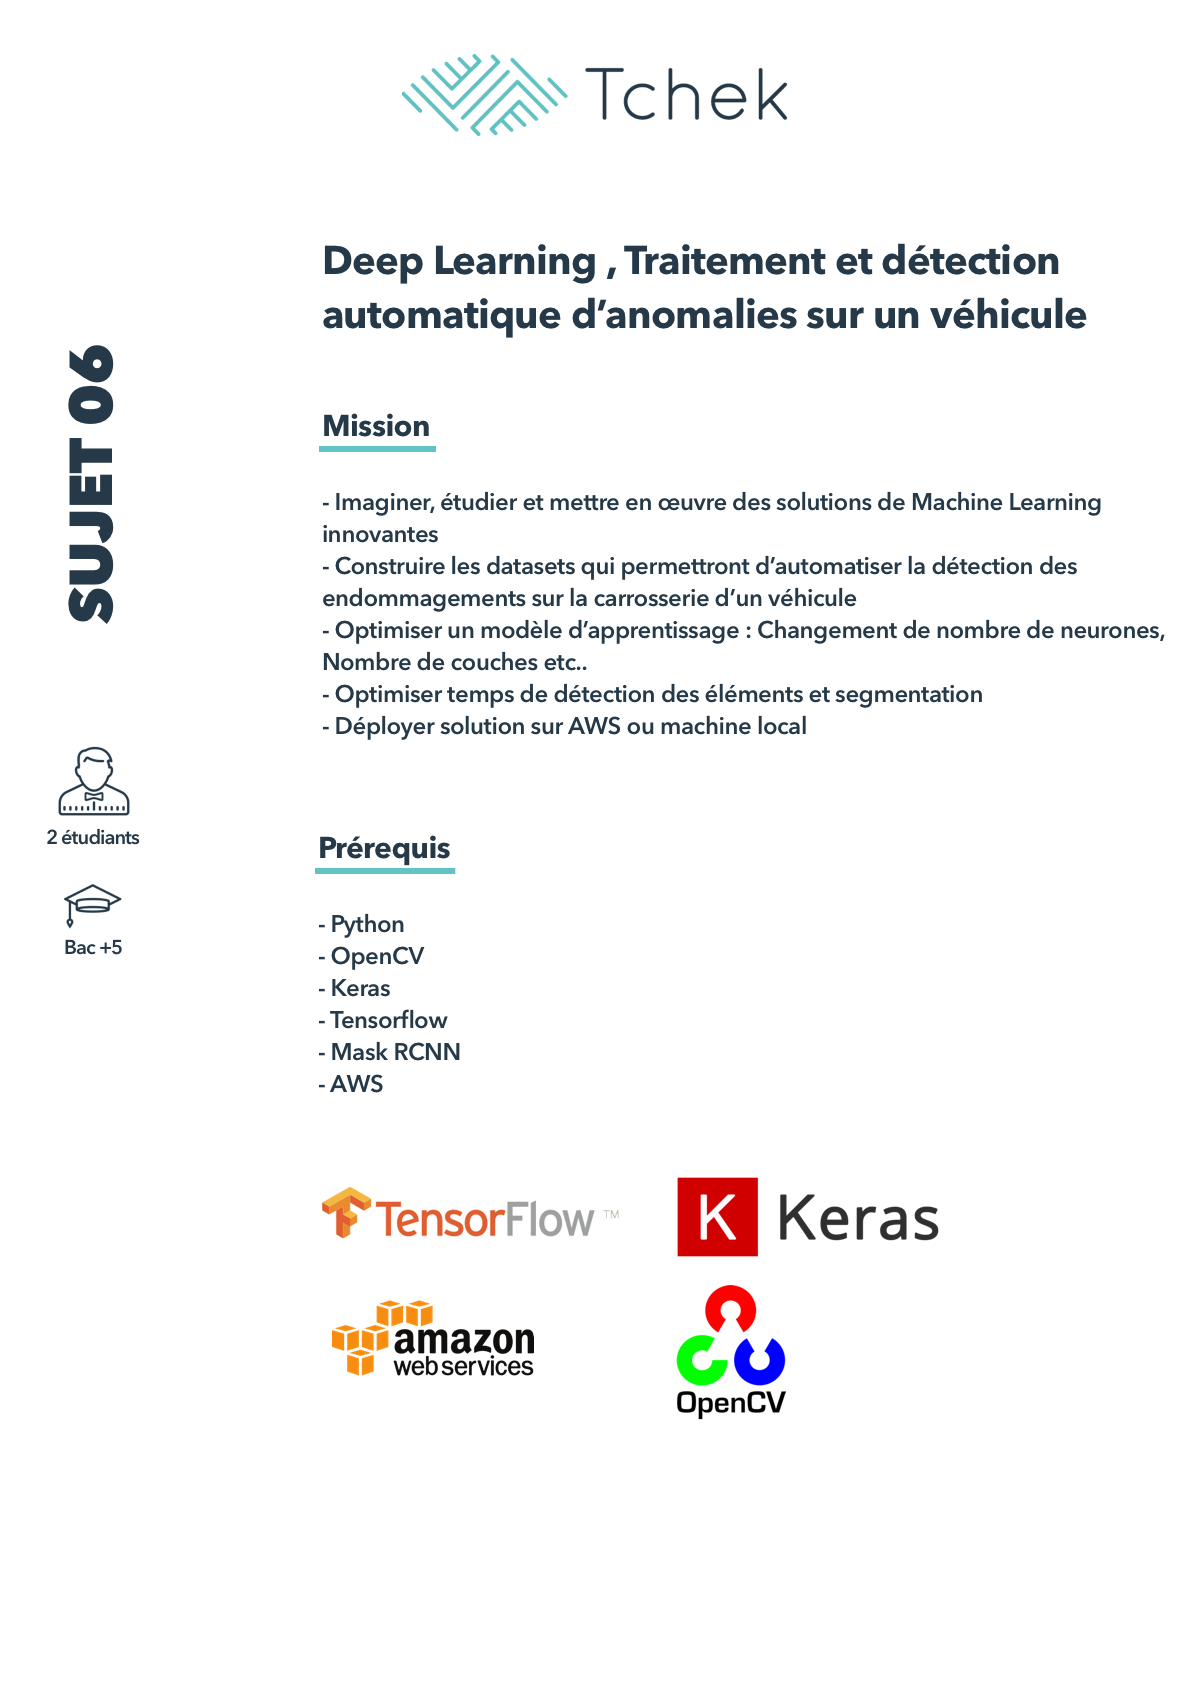 Tchek
Deep Learning , Traitement et détection
automatique d’anomalies sur un véhicule
SUJET 06
Mission
- Imaginer, étudier et mettre en œuvre des solutions de Machine Learning
innovantes
- Construire les datasets qui permettront d’automatiser la détection des
endommagements sur la carrosserie d’un véhicule
- Optimiser un modèle d’apprentissage : Changement de nombre de neurones,
Nombre de couches etc..
- Optimiser temps de détection des éléments et segmentation
- Déployer solution sur AWS ou machine local
2 étudiants
Bac +5
Prérequis
- Python
- OpenCV
- Keras
- Tensorflow
- Mask RCNN
- AWS
TensorFlow ™
K Keras
amazon
web services
OpenCV